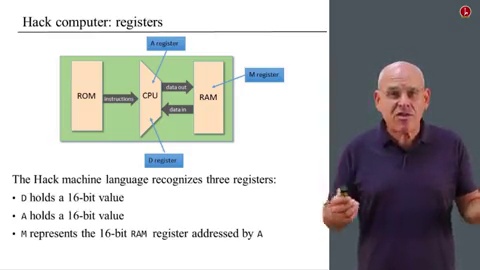 Hack computer: registers
A register
M register
ROM
instructions
CPU
data out
data in
RAM
D register
The Hack machine language recognizes three registers:
• D holds a 16-bit value
• A holds a 16-bit value
• M represents the 16-bit RAM register addressed by A